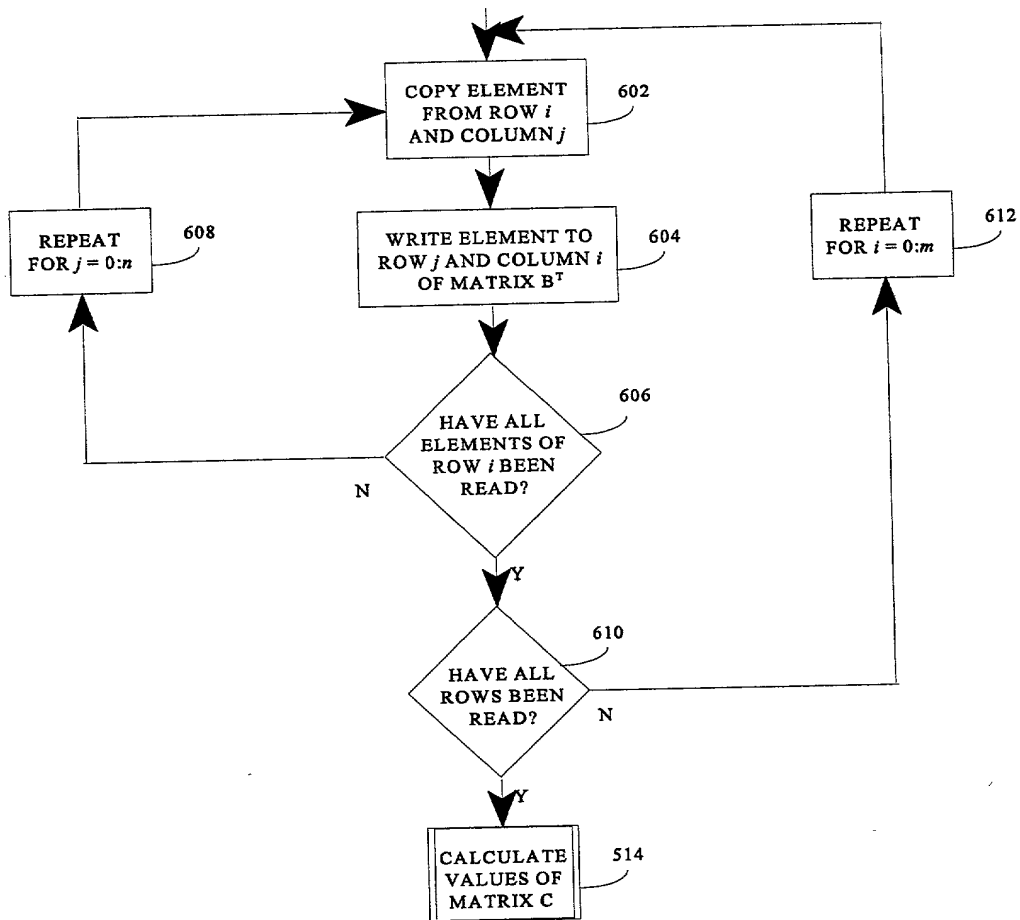 COPY ELEMENT
FROM ROW i
AND COLUMN j
602
REPEAT
FOR j = 0:n
608
WRITE ELEMENT TO
ROW j AND COLUMN i
OF MATRIX Bᵀ
604
REPEAT
FOR i = 0:m
612
HAVE ALL
ELEMENTS OF
ROW i BEEN
READ?
606
N
Y
HAVE ALL
ROWS BEEN
READ?
610
N
Y
CALCULATE
VALUES OF
MATRIX C
514